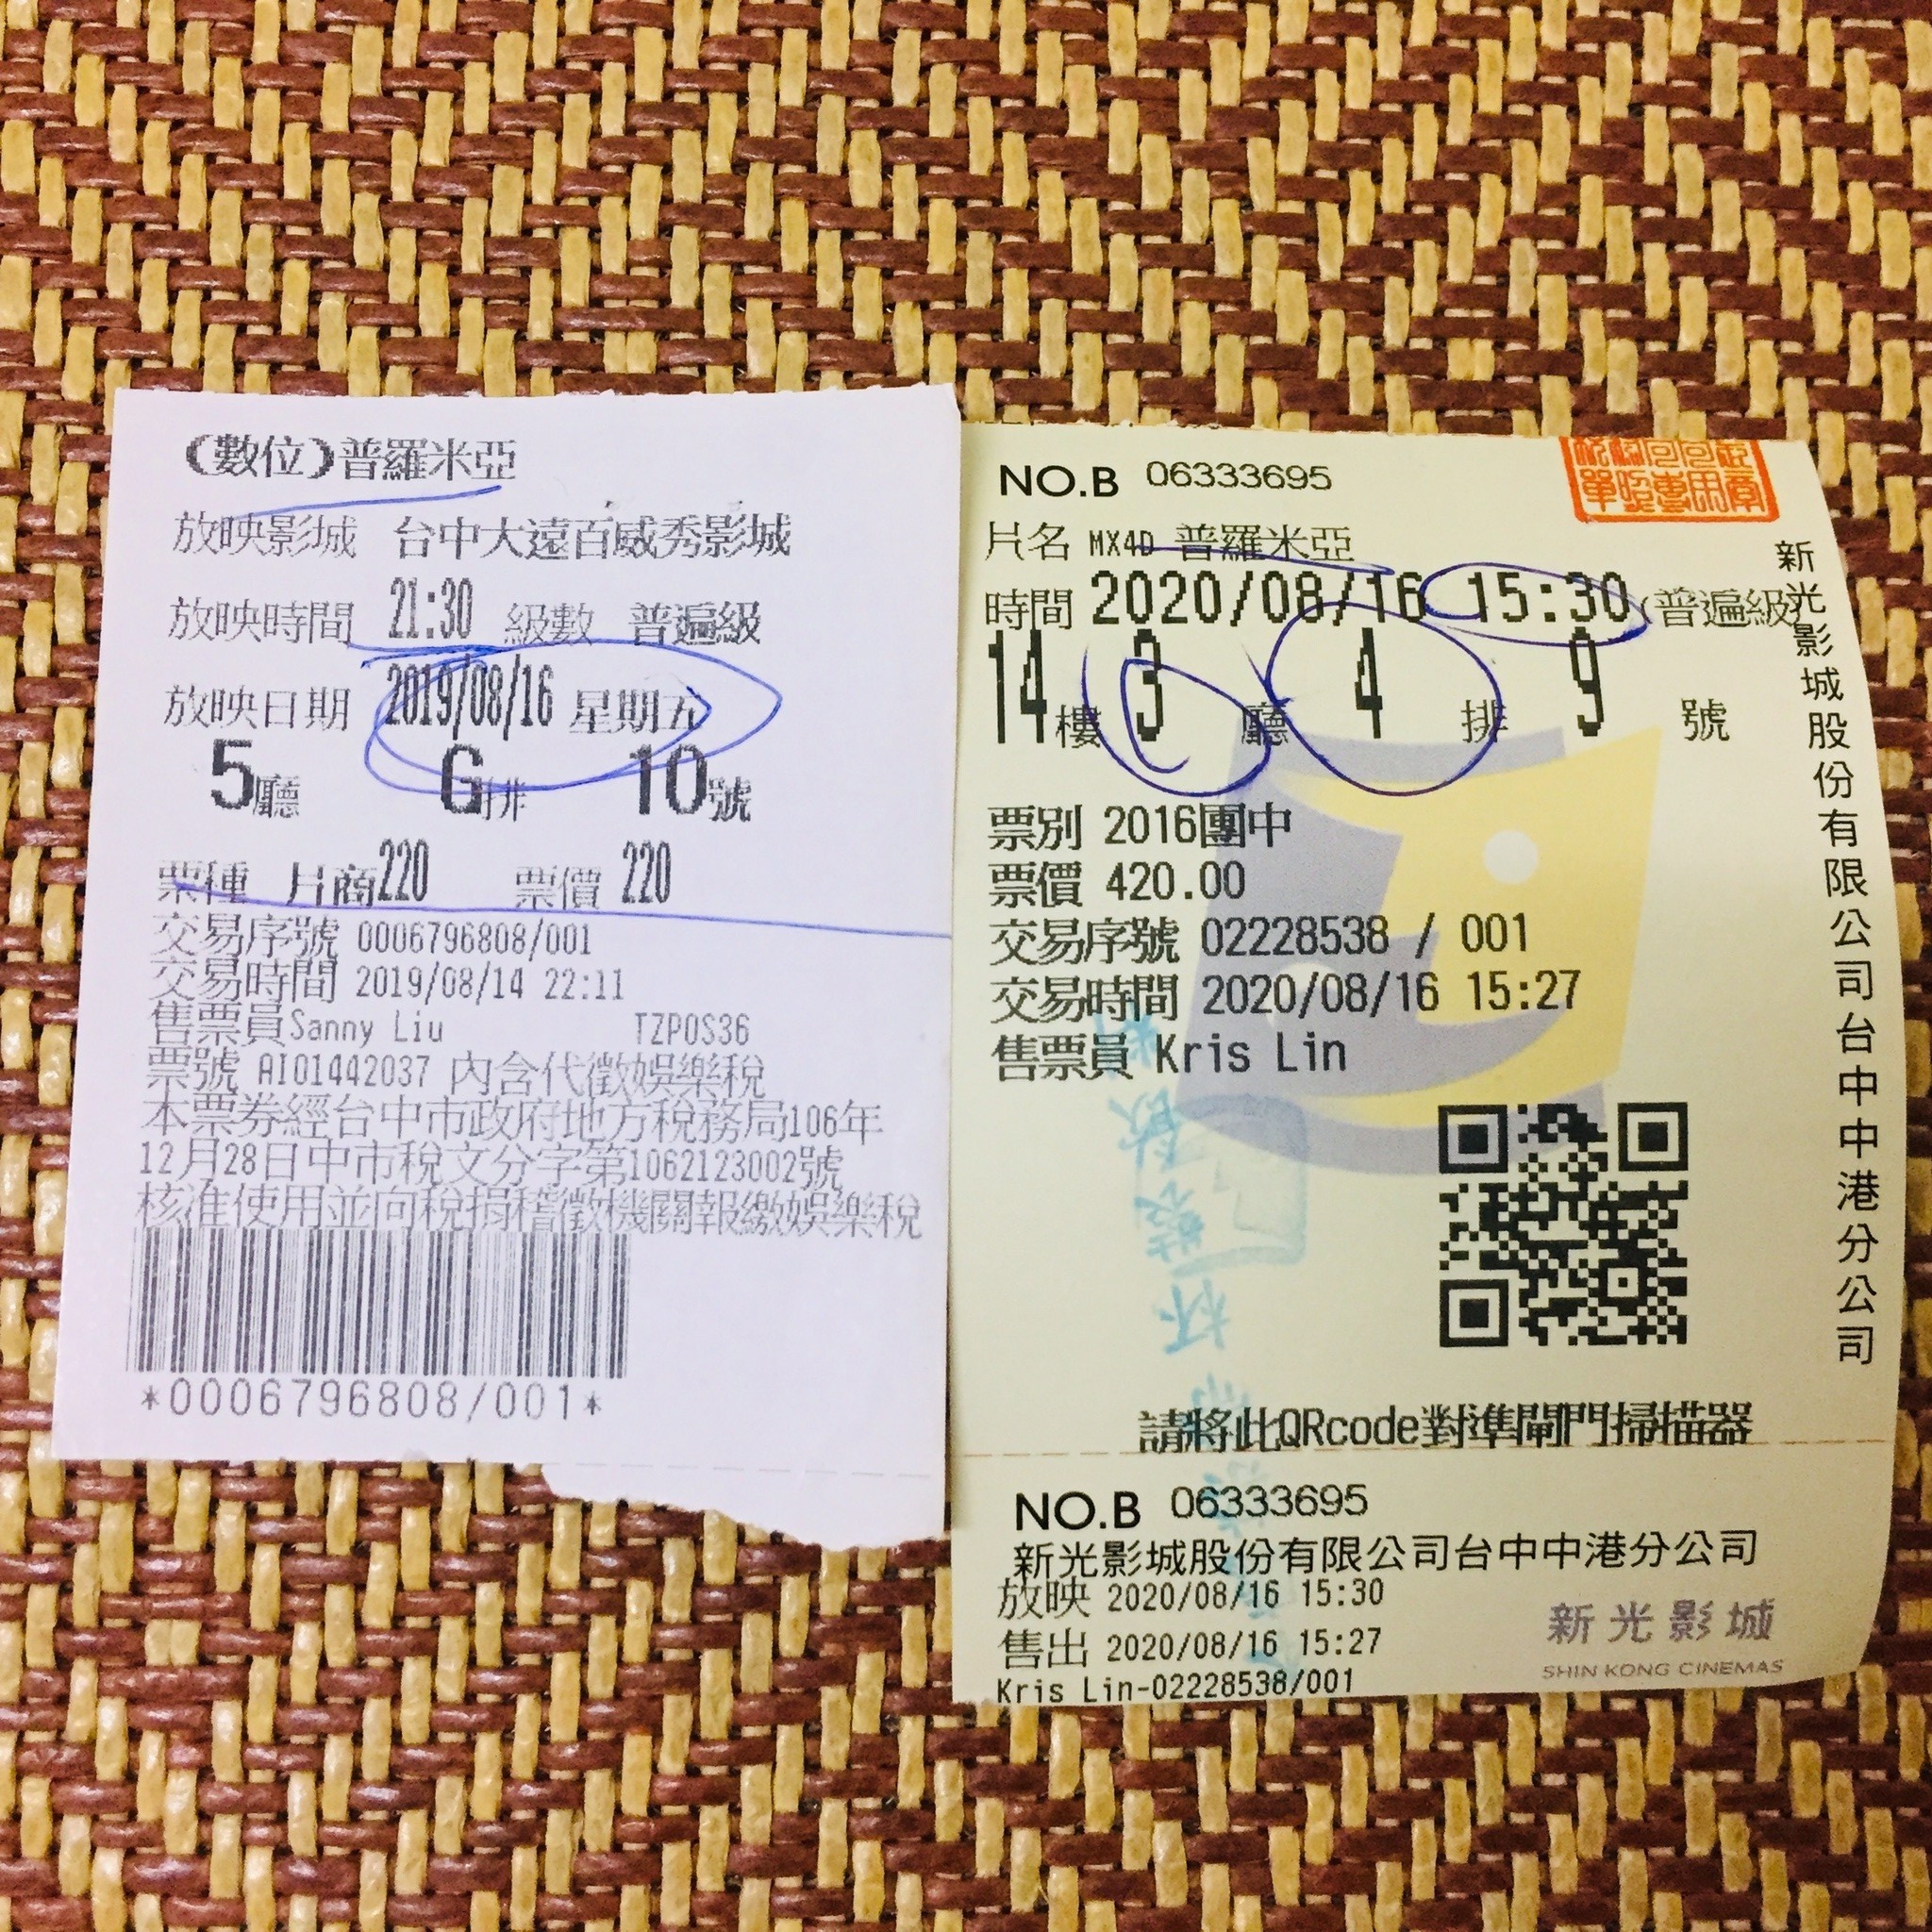 (數位)普羅米亞
放映影城 台中大遠百威秀影城
放映時間 21:30 級數 普遍級
放映日期 2019/08/16 星期五
5廳 G排 10號
票種 片商220 票價 220
交易序號 0006796808/001
交易時間 2019/08/14 22:11
售票員Sanny Liu TZPOS36
票號 AI01442037 內含代徵娛樂稅
本票券經台中市政府地方稅務局106年
12月28日中市稅文分字第1062123002號
核准使用並向稅捐稽徵機關報繳娛樂稅
*0006796808/001*
NO.B 06333695
片名 MX4D 普羅米亞
時間 2020/08/16 15:30(普遍級)
14樓 3 廳 4 排 9 號
票別 2016團中
票價 420.00
交易序號 02228538 / 001
交易時間 2020/08/16 15:27
售票員 Kris Lin
請將此QRcode對準閘門掃描器
新光影城股份有限公司台中中港分公司
NO.B 06333695
新光影城股份有限公司台中中港分公司
放映 2020/08/16 15:30
售出 2020/08/16 15:27
Kris Lin-02228538/001
新光影城
SHIN KONG CINEMAS